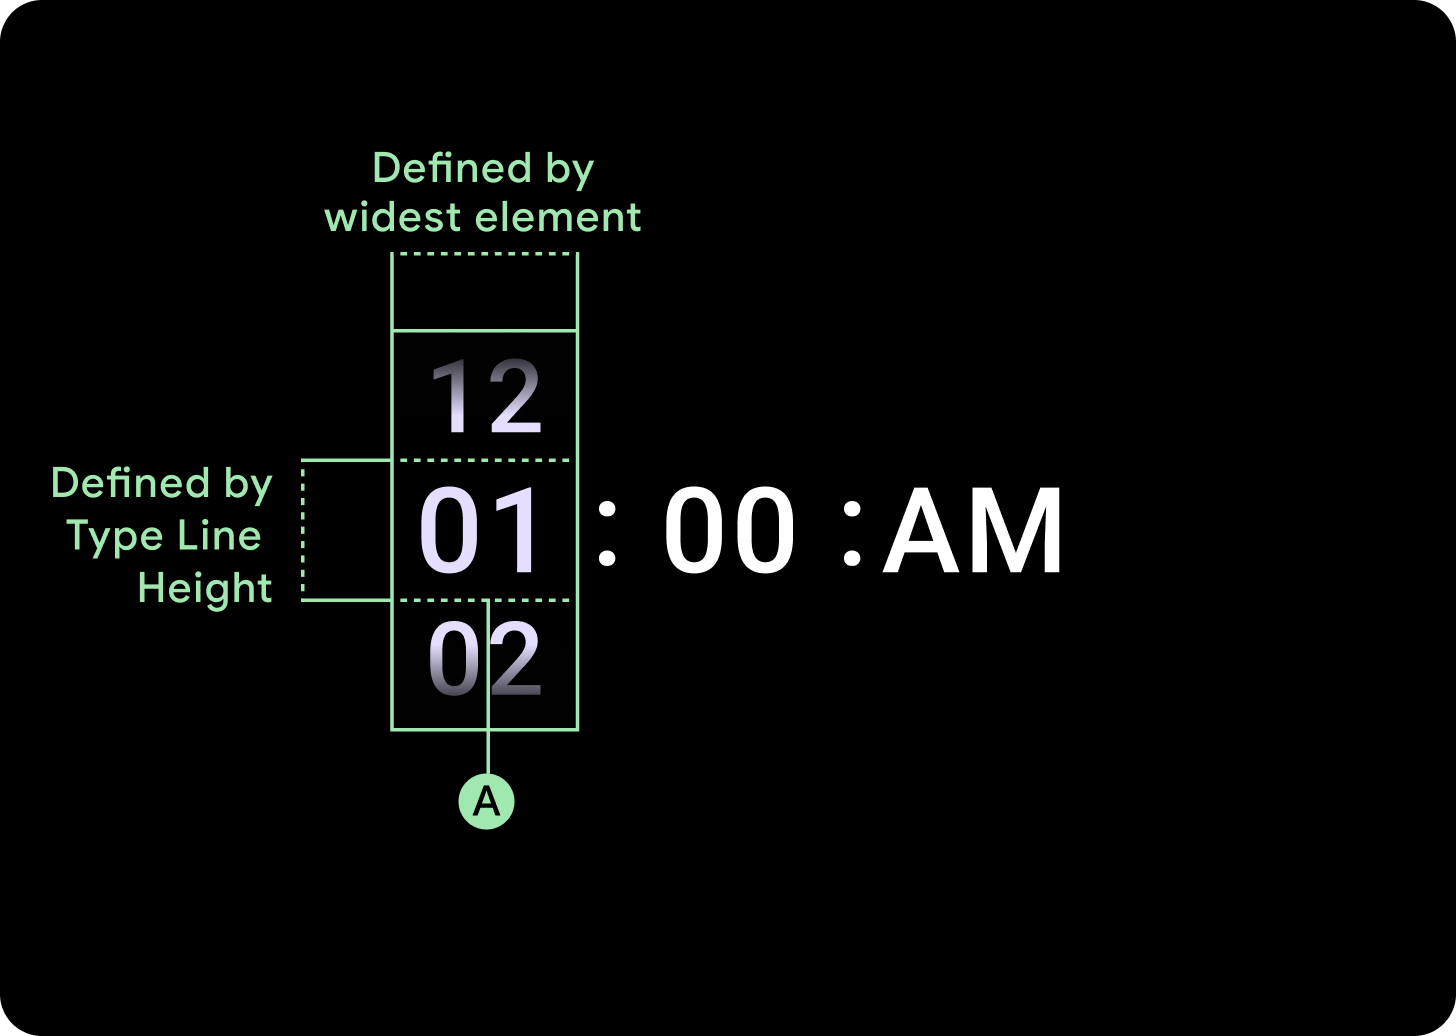 Defined by
widest element
12
Defined by
Type Line
Height
01 : 00 : AM
02
A